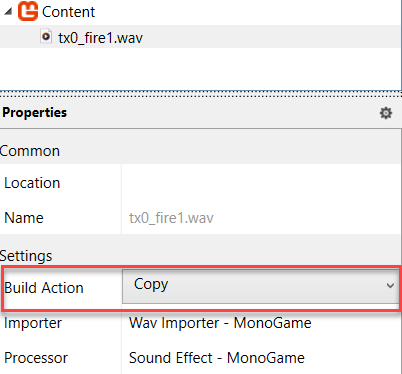 Content
tx0_fire1.wav
Properties
Common
Location
Name tx0_fire1.wav
Settings
Build Action Copy
Importer Wav Importer - MonoGame
Processor Sound Effect - MonoGame